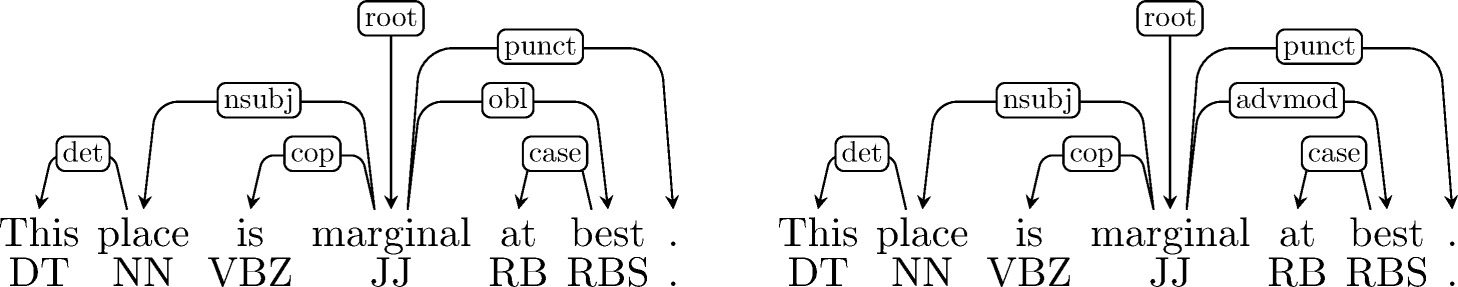 root root
punct punct
nsubj obl nsubj advmod
det cop case det cop case
This place is marginal at best . This place is marginal at best .
DT NN VBZ JJ RB RBS . DT NN VBZ JJ RB RBS .